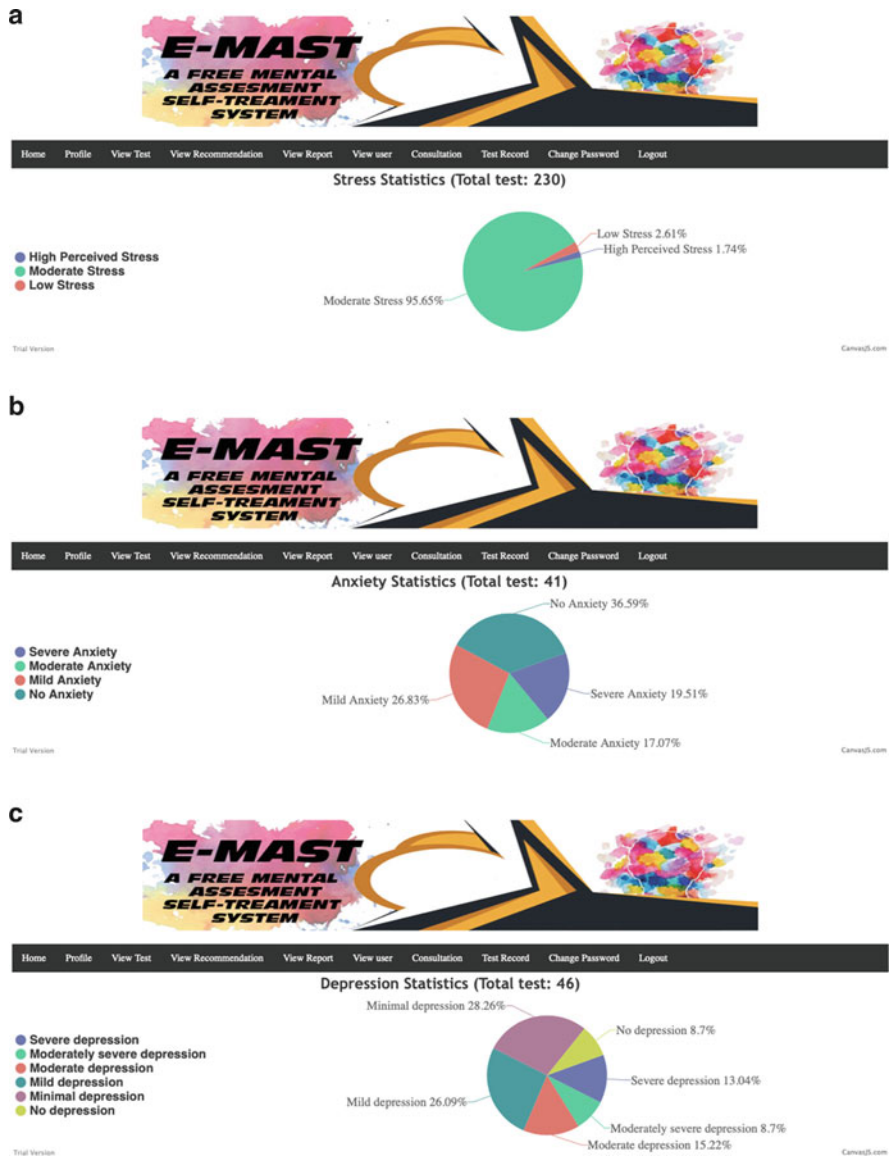 a
E-MAST
A FREE MENTAL
ASSESMENT
SELF-TREAMENT
SYSTEM
Home Profile View Test View Recommendation View Report View user Consultation Test Record Change Password Logout
Stress Statistics (Total test: 230)
High Perceived Stress
Moderate Stress
Low Stress
Low Stress 2.61%
High Perceived Stress 1.74%
Moderate Stress 95.65%
Trial Version
CanvasJS.com
b
E-MAST
A FREE MENTAL
ASSESMENT
SELF-TREAMENT
SYSTEM
Home Profile View Test View Recommendation View Report View user Consultation Test Record Change Password Logout
Anxiety Statistics (Total test: 41)
Severe Anxiety
Moderate Anxiety
Mild Anxiety
No Anxiety
No Anxiety 36.59%
Severe Anxiety 19.51%
Mild Anxiety 26.83%
Moderate Anxiety 17.07%
Trial Version
CanvasJS.com
c
E-MAST
A FREE MENTAL
ASSESMENT
SELF-TREAMENT
SYSTEM
Home Profile View Test View Recommendation View Report View user Consultation Test Record Change Password Logout
Depression Statistics (Total test: 46)
Severe depression
Moderately severe depression
Moderate depression
Mild depression
Minimal depression
No depression
Minimal depression 28.26%
No depression 8.7%
Severe depression 13.04%
Mild depression 26.09%
Moderately severe depression 8.7%
Moderate depression 15.22%
Trial Version
CanvasJS.com